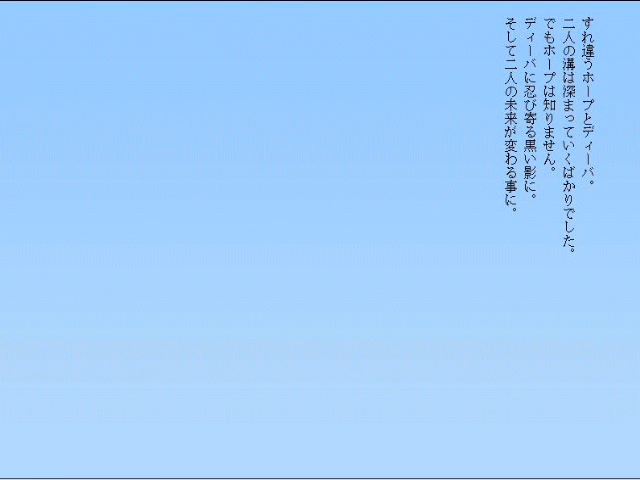 すれ違うホープとディーバ。
二人の溝は深まっていくばかりでした。
でもホープは知りません。
ディーバに忍び寄る黒い影に。
そして二人の未来が変わる事に。